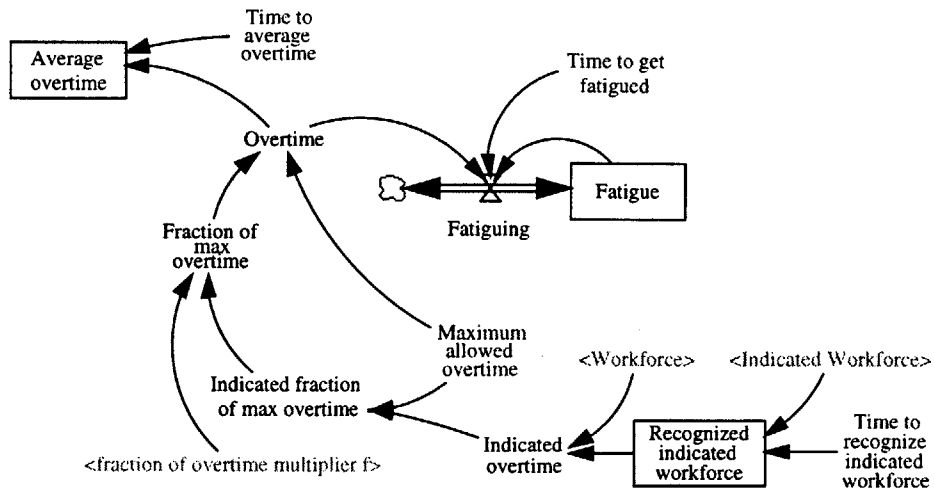 Time to
average
overtime
Average
overtime
Time to get
fatigued
Overtime
Fatigue
Fatiguing
Fraction of
max
overtime
Maximum
allowed
overtime
<Workforce>
<Indicated Workforce>
Indicated fraction
of max overtime
Indicated
overtime
Recognized
indicated
workforce
Time to
recognize
indicated
workforce
<fraction of overtime multiplier f>